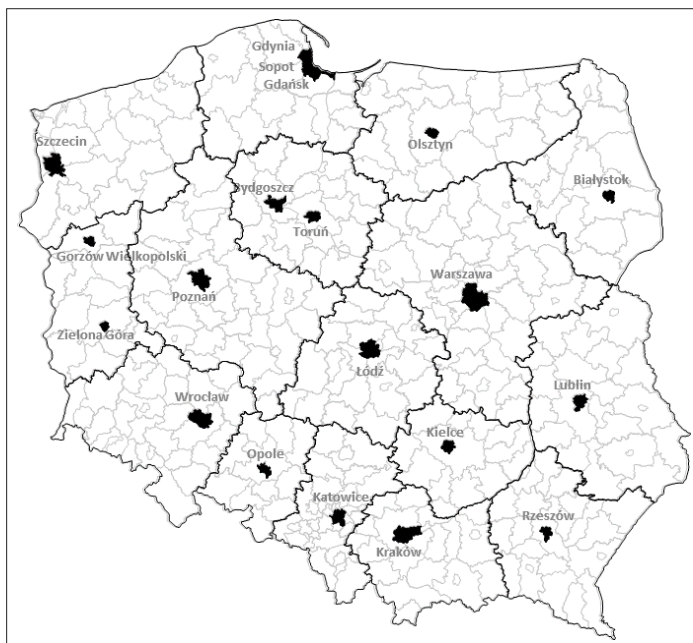 Gdynia
Sopot
Gdańsk
Szczecin
Olsztyn
Białystok
Bydgoszcz
Toruń
Gorzów Wielkopolski
Poznań
Warszawa
Zielona Góra
Łódź
Wrocław
Lublin
Kielce
Opole
Katowice
Rzeszów
Kraków